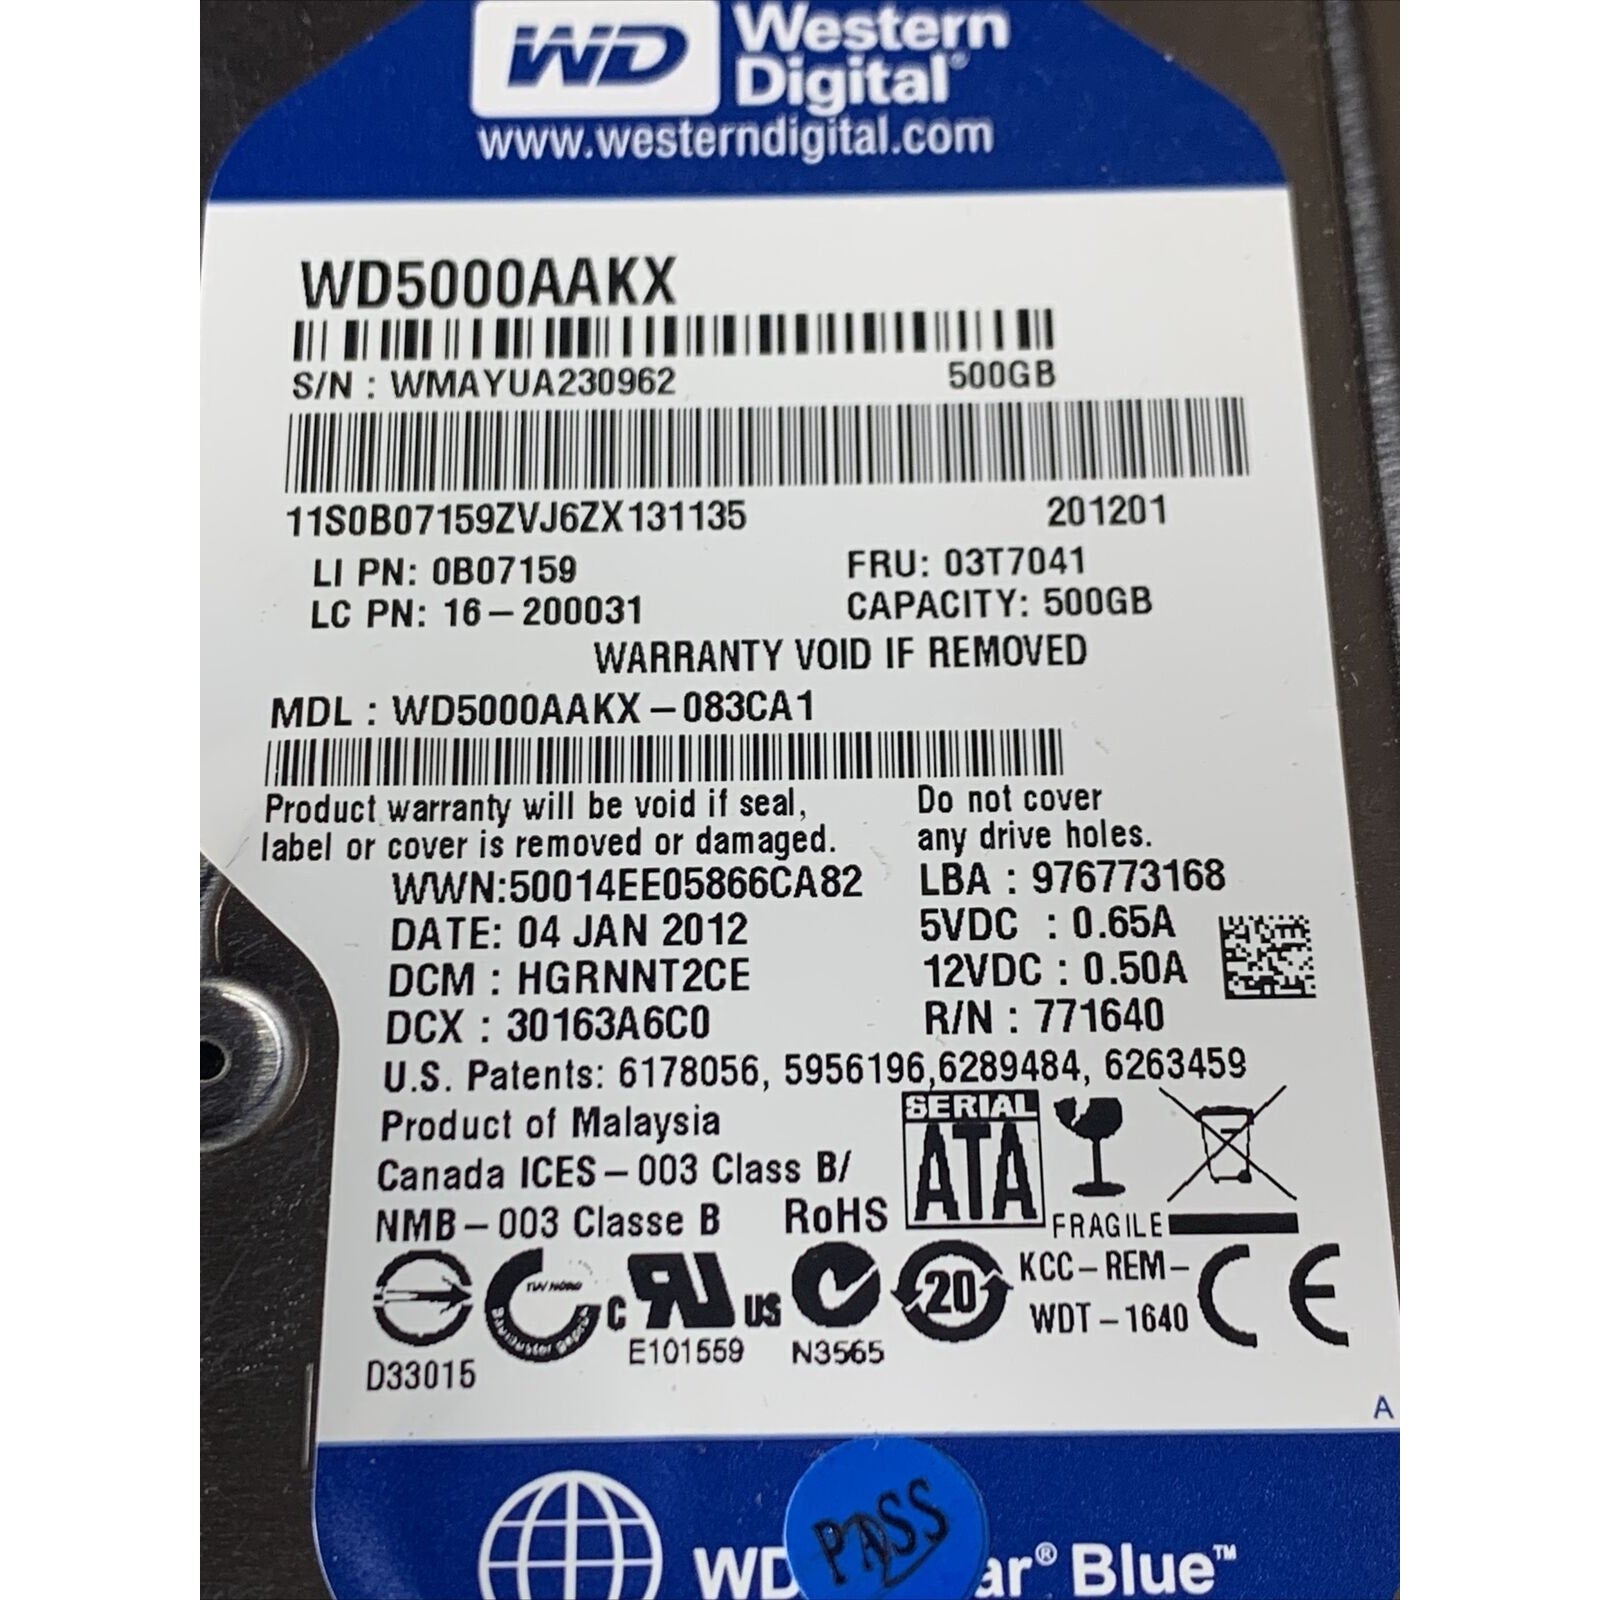 WD Western
Digital®
www.westerndigital.com
WD5000AAKX
S/N : WMAYUA230962 500GB
11S0B07159ZVJ6ZX131135 201201
LI PN: 0B07159 FRU: 03T7041
LC PN: 16-200031 CAPACITY: 500GB
WARRANTY VOID IF REMOVED
MDL : WD5000AAKX-083CA1
Product warranty will be void if seal, Do not cover
label or cover is removed or damaged. any drive holes.
WWN:50014EE05866CA82 LBA : 976773168
DATE: 04 JAN 2012 5VDC : 0.65A
DCM : HGRNNT2CE 12VDC : 0.50A
DCX : 30163A6C0 R/N : 771640
U.S. Patents: 6178056, 5956196,6289484, 6263459
Product of Malaysia SERIAL
Canada ICES-003 Class B/ ATA
NMB-003 Classe B RoHS FRAGILE
C UL US 20 KCC-REM- CE
WDT-1640
D33015 E101559 N3565
A
PASS
WD ar® Blue™